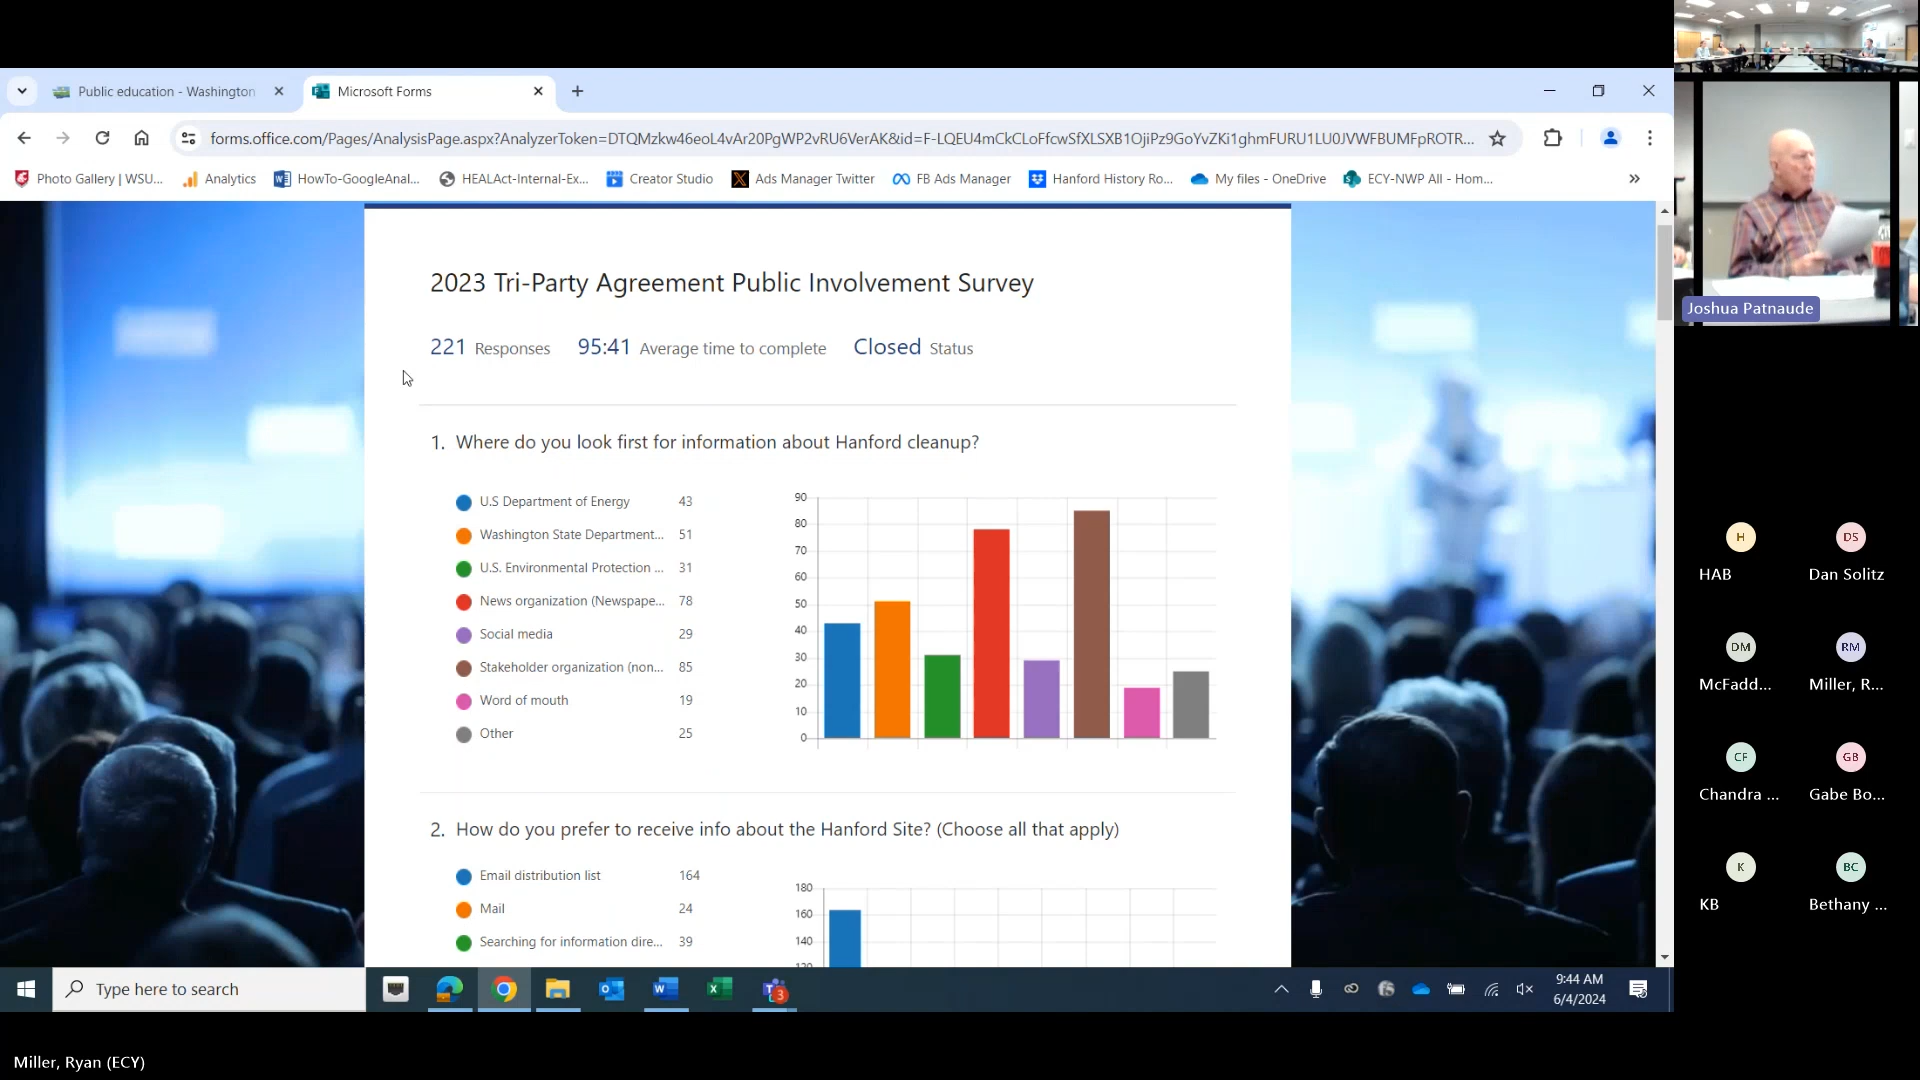 Public education - Washington
Microsoft Forms
forms.office.com/Pages/AnalysisPage.aspx?AnalyzerToken=DTQMzkw46eoL4vAr20PgWP2vRU6VerAK&id=F-LQEU4mCkCLoFfcwSfXLSXB1OjiPz9GoYvZKi1ghmFURU1LU0JVWFBUMFpROTR...
Photo Gallery | WSU...
Analytics
HowTo-GoogleAnal...
HEALAct-Internal-Ex...
Creator Studio
Ads Manager Twitter
FB Ads Manager
Hanford History Ro...
My files - OneDrive
ECY-NWP All - Hom...
2023 Tri-Party Agreement Public Involvement Survey
221 Responses
95:41 Average time to complete
Closed Status
1. Where do you look first for information about Hanford cleanup?
U.S Department of Energy 43
Washington State Department... 51
U.S. Environmental Protection ... 31
News organization (Newspape... 78
Social media 29
Stakeholder organization (non... 85
Word of mouth 19
Other 25
90
80
70
60
50
40
30
20
10
0
2. How do you prefer to receive info about the Hanford Site? (Choose all that apply)
Email distribution list 164
Mail 24
Searching for information dire... 39
180
160
140
120
Type here to search
3
9:44 AM
6/4/2024
Joshua Patnaude
H
HAB
DS
Dan Solitz
DM
McFadd...
RM
Miller, R...
CF
Chandra ...
GB
Gabe Bo...
K
KB
BC
Bethany ...
Miller, Ryan (ECY)